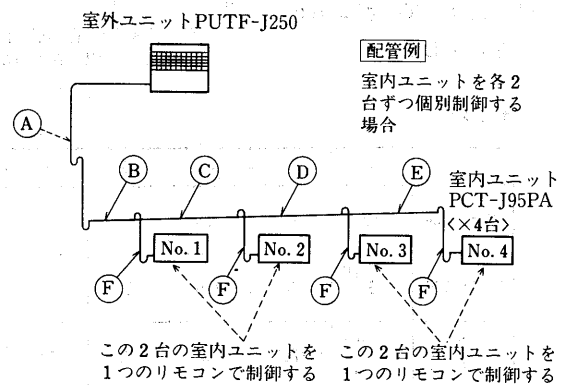 室外ユニットPUTF-J250
配管例
室内ユニットを各2
台ずつ個別制御する
場合
A
B
C
D
E
室内ユニット
PCT-J95PA
〈×4台〉
No. 1
No. 2
No. 3
No. 4
F
F
F
F
この2台の室内ユニットを
1つのリモコンで制御する
この2台の室内ユニットを
1つのリモコンで制御する